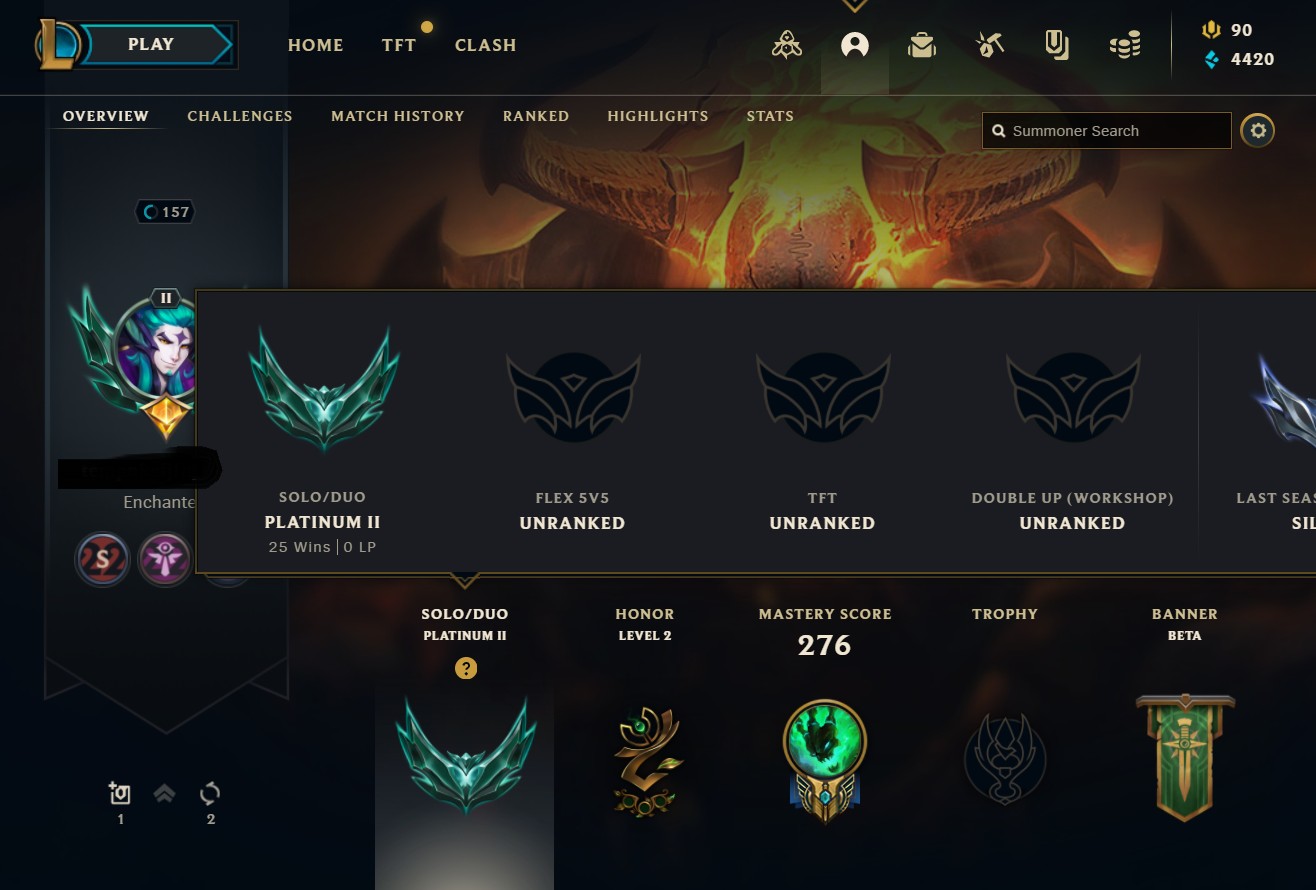 PLAY
HOME
TFT
CLASH
90
4420
OVERVIEW
CHALLENGES
MATCH HISTORY
RANKED
HIGHLIGHTS
STATS
Summoner Search
157
II
Enchante
S
SOLO/DUO
PLATINUM II
25 Wins | 0 LP
FLEX 5V5
UNRANKED
TFT
UNRANKED
DOUBLE UP (WORKSHOP)
UNRANKED
LAST SEAS
SIL
SOLO/DUO
PLATINUM II
?
HONOR
LEVEL 2
MASTERY SCORE
276
TROPHY
BANNER
BETA
1
2